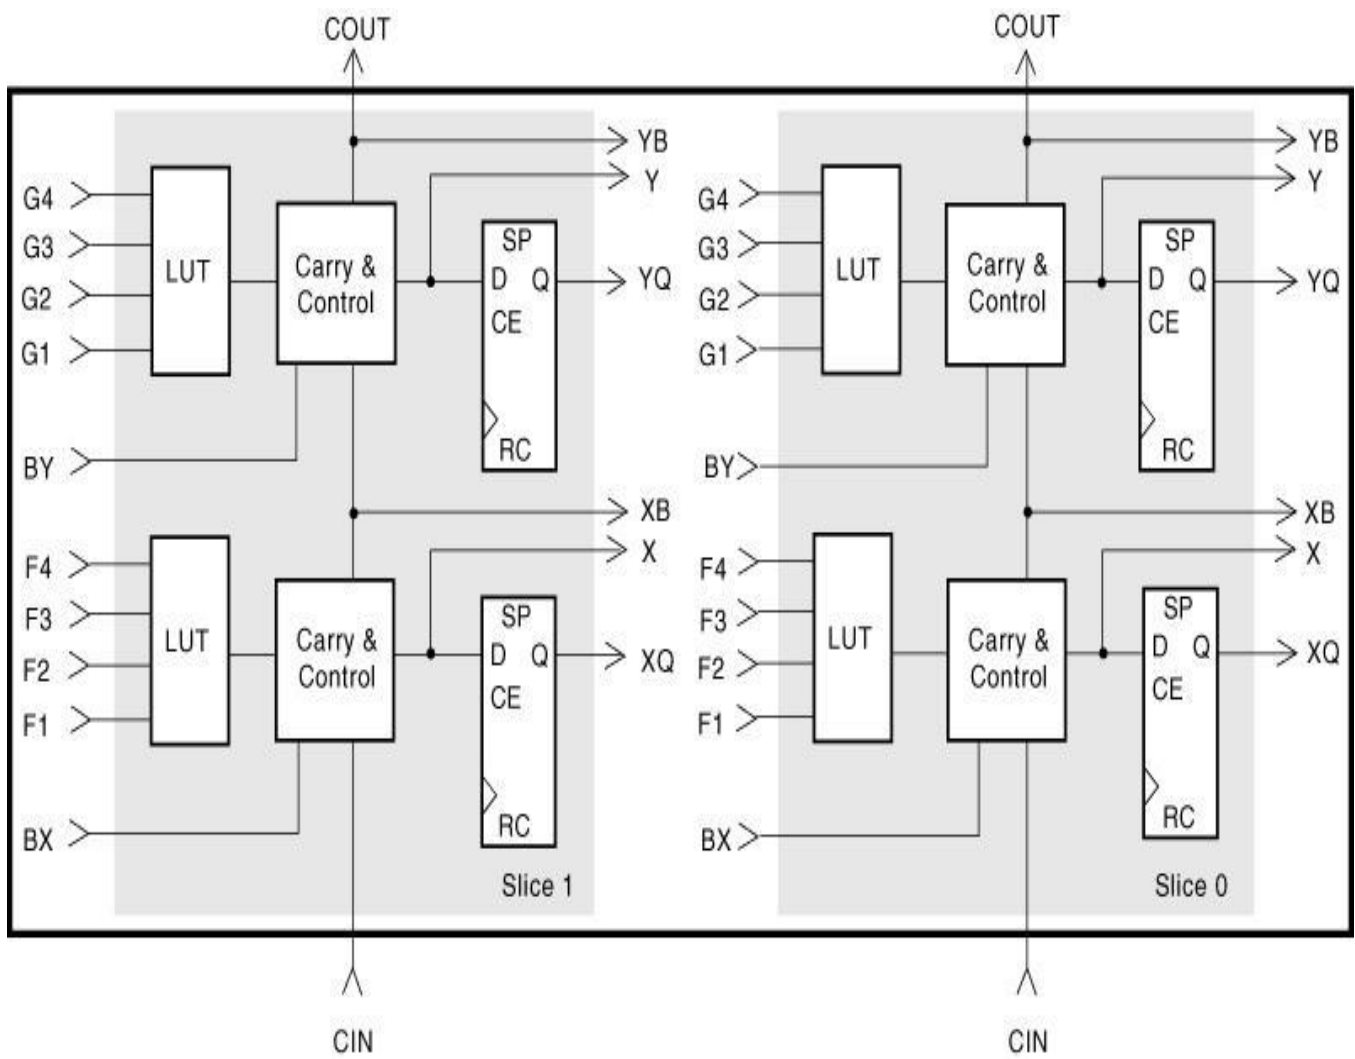 COUT
COUT
YB
Y
YB
Y
G4
G3
G2
G1
LUT
Carry &
Control
SP
D Q
CE
RC
YQ
G4
G3
G2
G1
LUT
Carry &
Control
SP
D Q
CE
RC
YQ
BY
BY
XB
X
XB
X
F4
F3
F2
F1
LUT
Carry &
Control
SP
D Q
CE
RC
XQ
F4
F3
F2
F1
LUT
Carry &
Control
SP
D Q
CE
RC
XQ
BX
BX
Slice 1
Slice 0
CIN
CIN